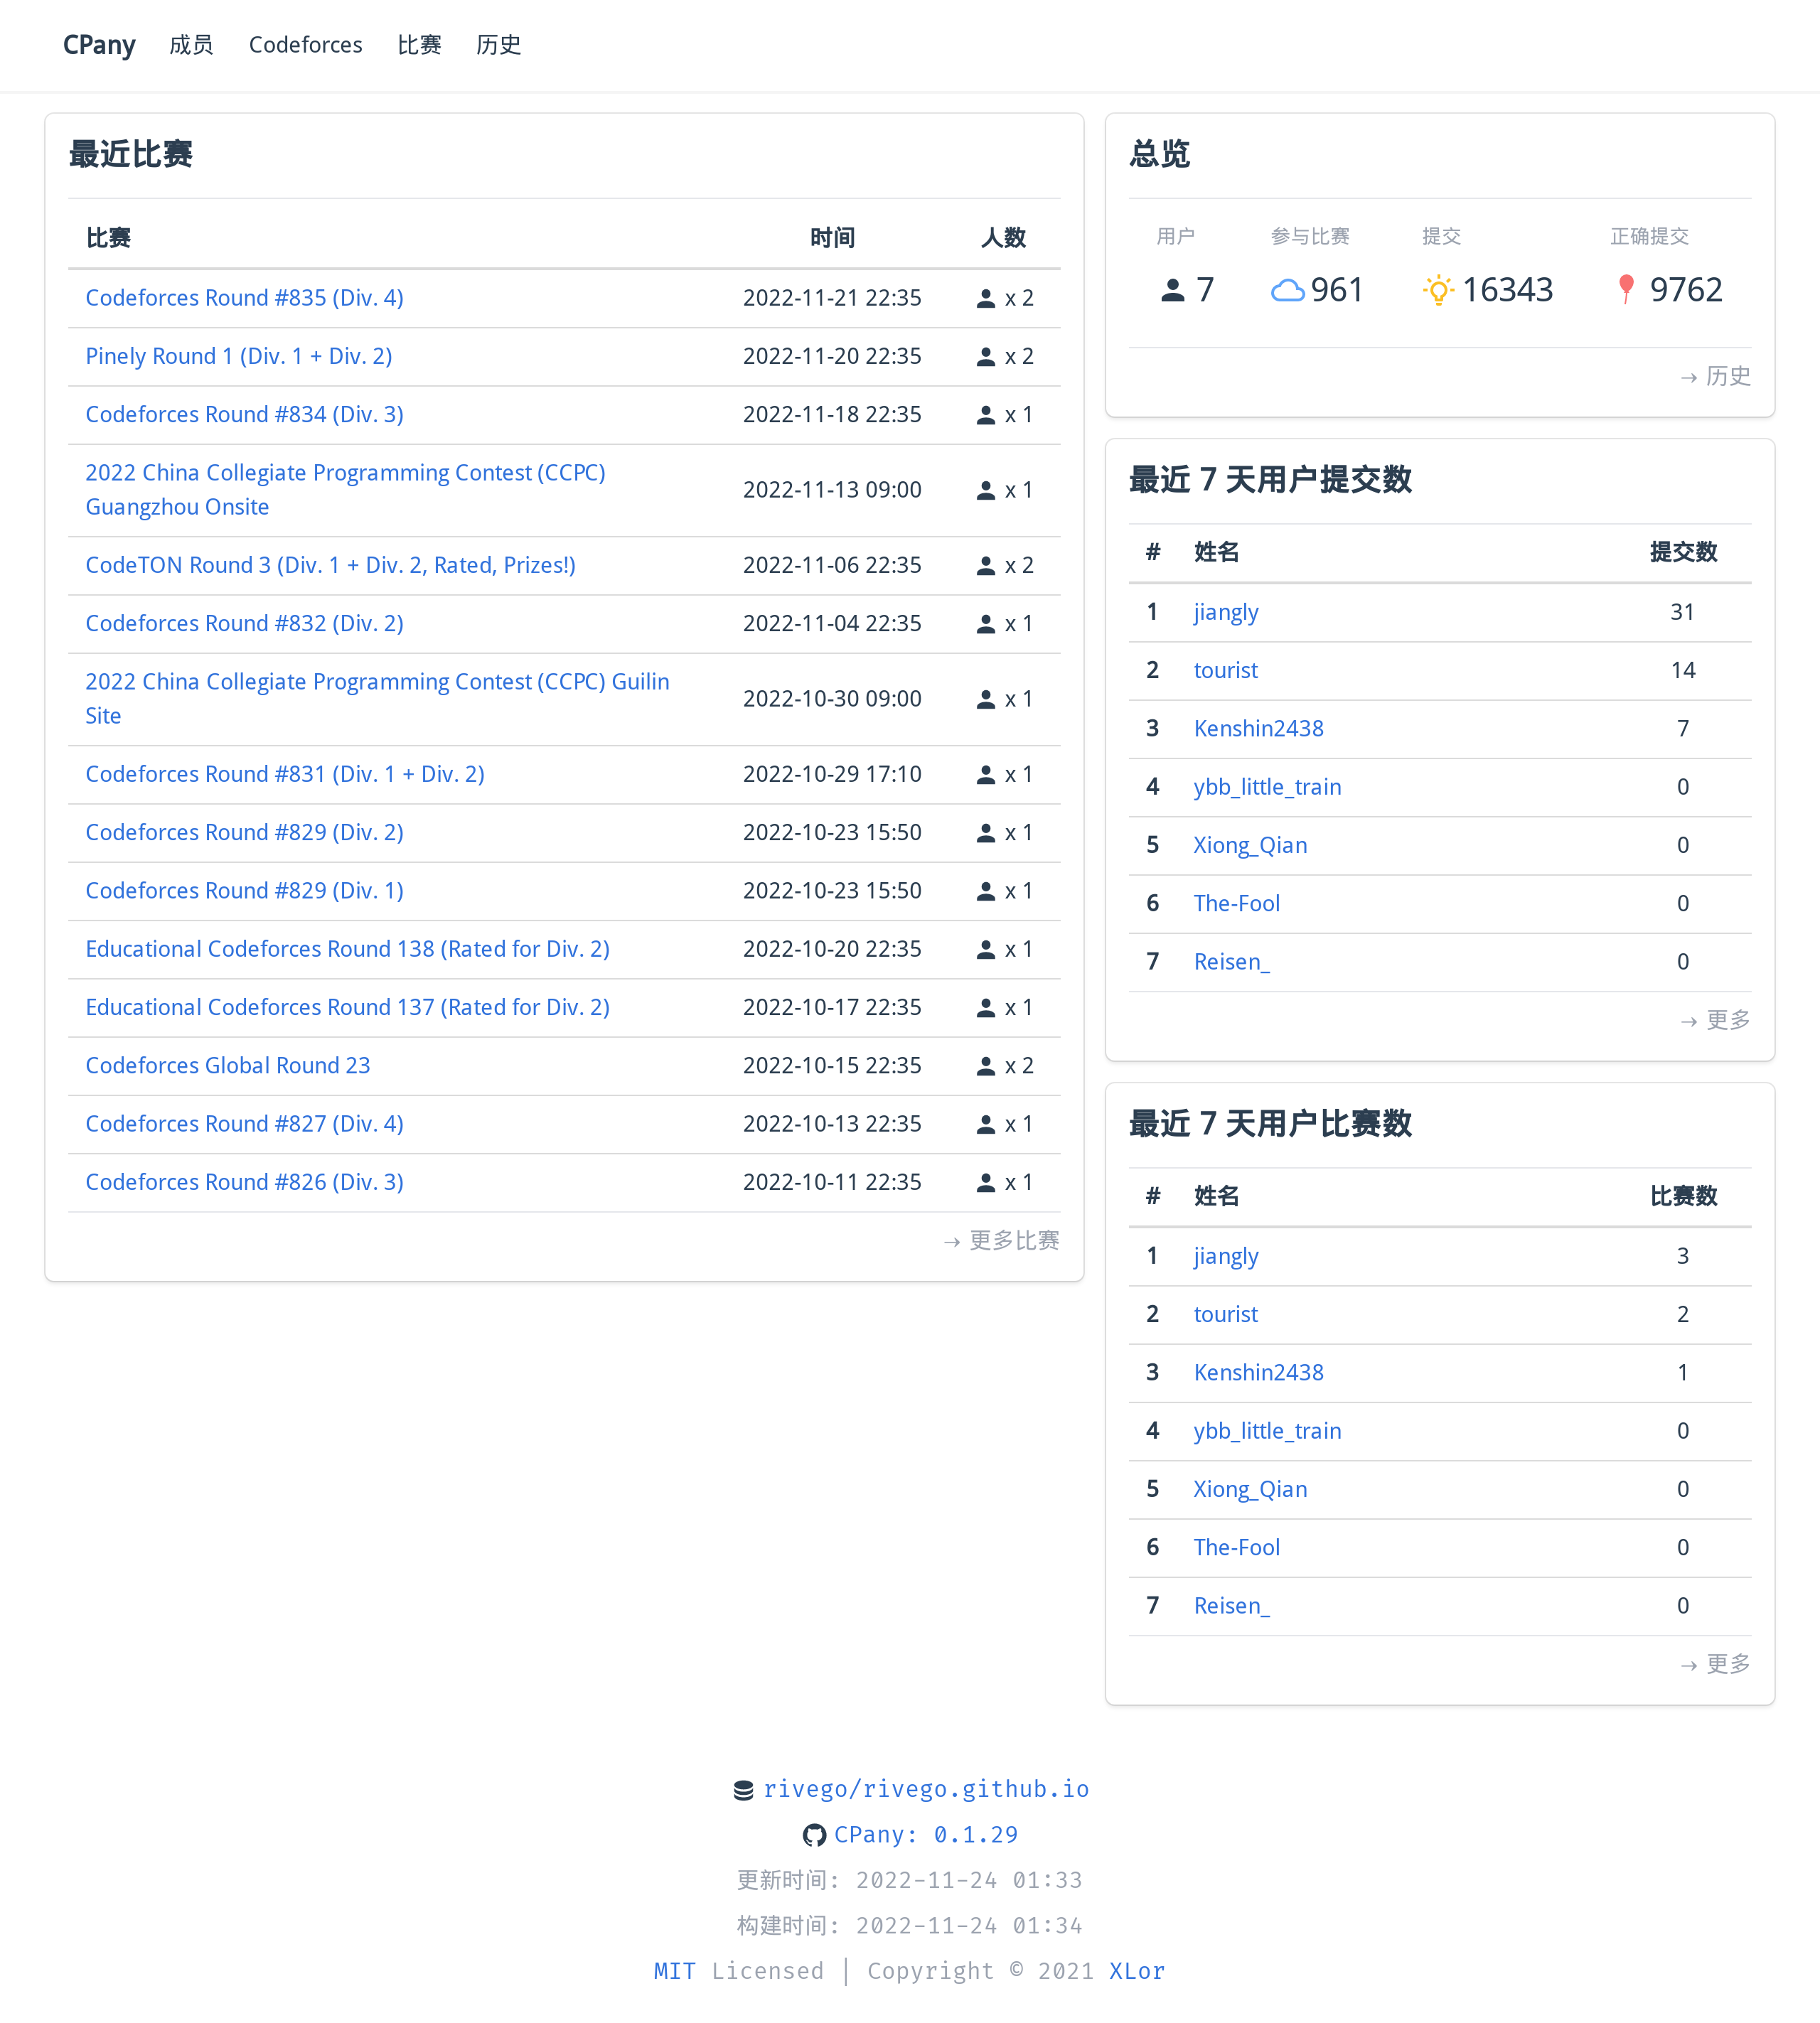 CPany 成员 Codeforces 比赛 历史
最近比赛
比赛 时间 人数
Codeforces Round #835 (Div. 4) 2022-11-21 22:35 x 2
Pinely Round 1 (Div. 1 + Div. 2) 2022-11-20 22:35 x 2
Codeforces Round #834 (Div. 3) 2022-11-18 22:35 x 1
2022 China Collegiate Programming Contest (CCPC)
Guangzhou Onsite 2022-11-13 09:00 x 1
CodeTON Round 3 (Div. 1 + Div. 2, Rated, Prizes!) 2022-11-06 22:35 x 2
Codeforces Round #832 (Div. 2) 2022-11-04 22:35 x 1
2022 China Collegiate Programming Contest (CCPC) Guilin
Site 2022-10-30 09:00 x 1
Codeforces Round #831 (Div. 1 + Div. 2) 2022-10-29 17:10 x 1
Codeforces Round #829 (Div. 2) 2022-10-23 15:50 x 1
Codeforces Round #829 (Div. 1) 2022-10-23 15:50 x 1
Educational Codeforces Round 138 (Rated for Div. 2) 2022-10-20 22:35 x 1
Educational Codeforces Round 137 (Rated for Div. 2) 2022-10-17 22:35 x 1
Codeforces Global Round 23 2022-10-15 22:35 x 2
Codeforces Round #827 (Div. 4) 2022-10-13 22:35 x 1
Codeforces Round #826 (Div. 3) 2022-10-11 22:35 x 1
→ 更多比赛
总览
用户 参与比赛 提交 正确提交
7 961 16343 9762
→ 历史
最近 7 天用户提交数
# 姓名 提交数
1 jiangly 31
2 tourist 14
3 Kenshin2438 7
4 ybb_little_train 0
5 Xiong_Qian 0
6 The-Fool 0
7 Reisen_ 0
→ 更多
最近 7 天用户比赛数
# 姓名 比赛数
1 jiangly 3
2 tourist 2
3 Kenshin2438 1
4 ybb_little_train 0
5 Xiong_Qian 0
6 The-Fool 0
7 Reisen_ 0
→ 更多
rivego/rivego.github.io
CPany: 0.1.29
更新时间: 2022-11-24 01:33
构建时间: 2022-11-24 01:34
MIT Licensed | Copyright © 2021 XLor